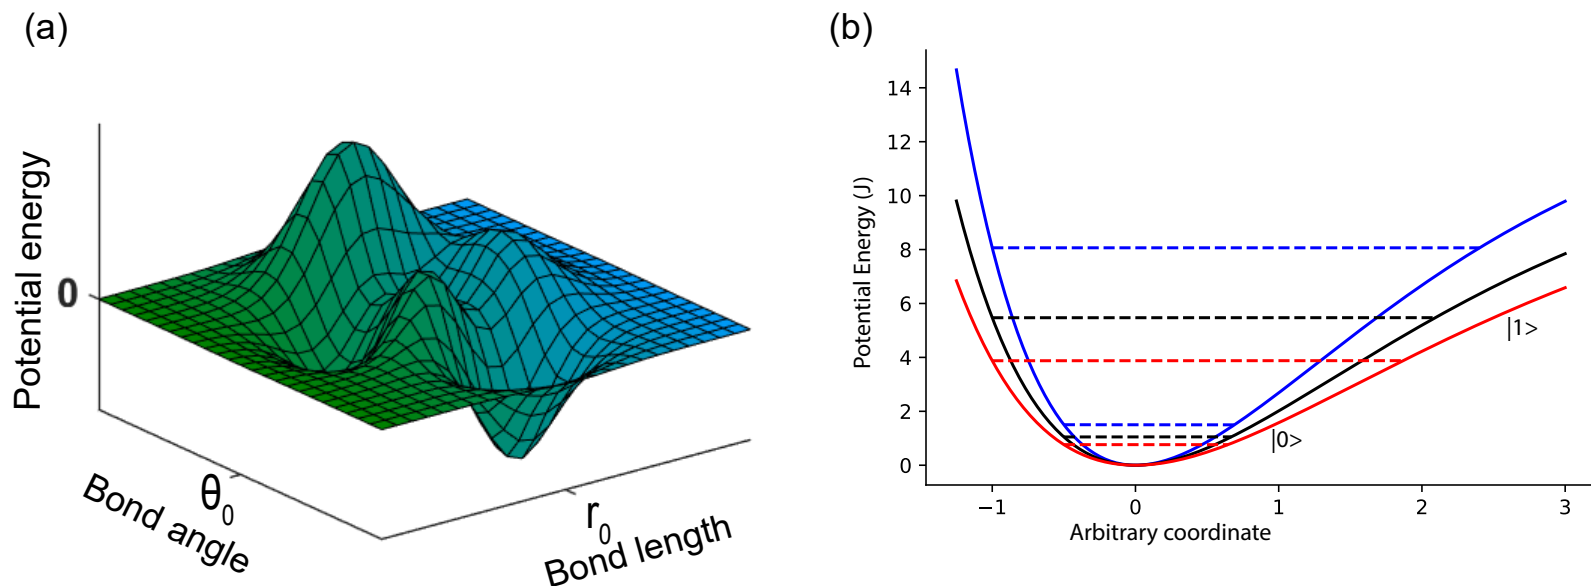 (a)
Potential energy
0
θ0
Bond angle
r0
Bond length
(b)
Potential Energy (J)
14
12
10
8
6
4
2
0
|1>
|0>
−1 0 1 2 3
Arbitrary coordinate